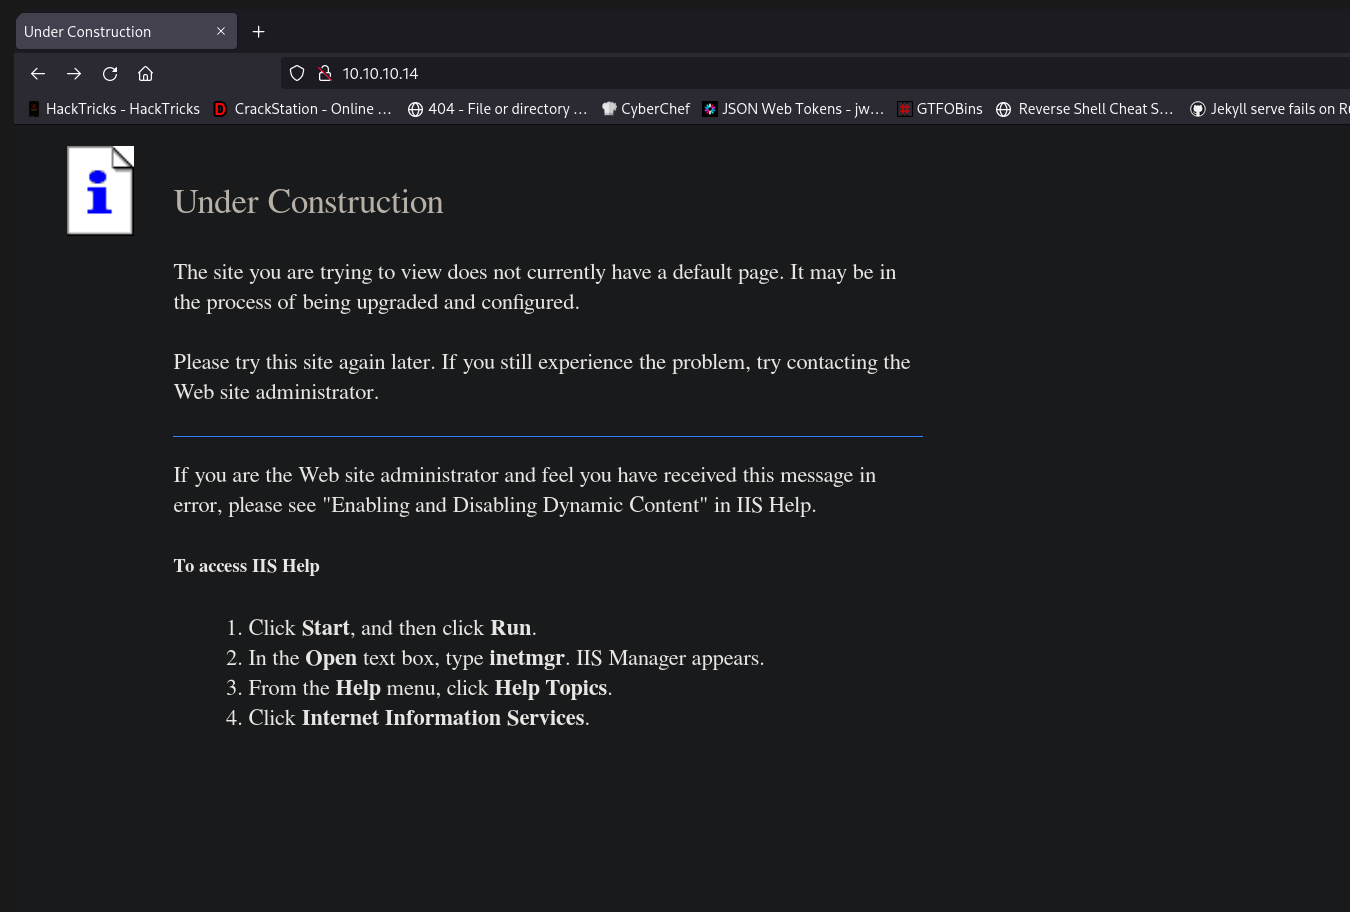 Under Construction
10.10.10.14
HackTricks - HackTricks CrackStation - Online ... 404 - File or directory ... CyberChef JSON Web Tokens - jw... GTFOBins Reverse Shell Cheat S... Jekyll serve fails on Ru
Under Construction
The site you are trying to view does not currently have a default page. It may be in
the process of being upgraded and configured.
Please try this site again later. If you still experience the problem, try contacting the
Web site administrator.
If you are the Web site administrator and feel you have received this message in
error, please see "Enabling and Disabling Dynamic Content" in IIS Help.
To access IIS Help
1. Click Start, and then click Run.
2. In the Open text box, type inetmgr. IIS Manager appears.
3. From the Help menu, click Help Topics.
4. Click Internet Information Services.